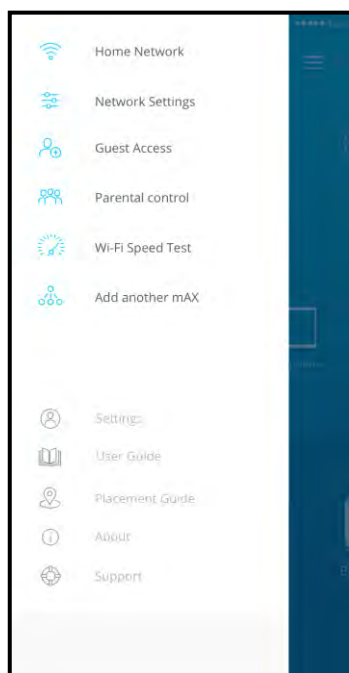 Home Network
Network Settings
Guest Access
Parental control
Wi-Fi Speed Test
Add another mAX
Settings
User Guide
Placement Guide
About
Support